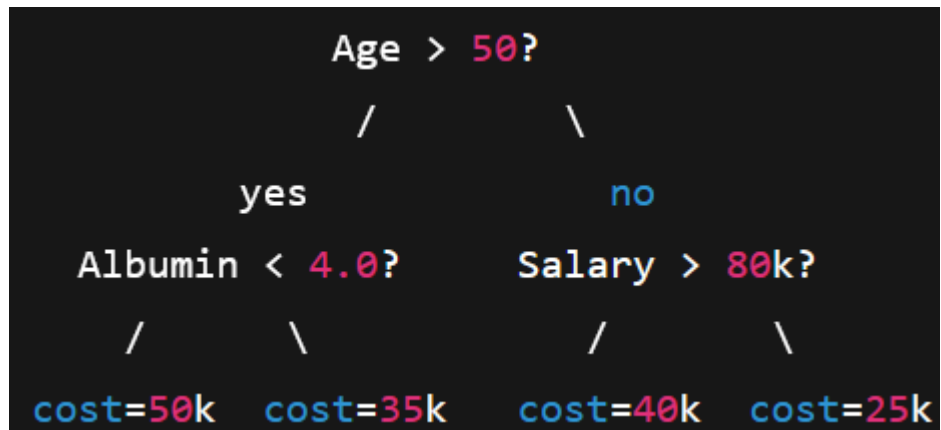 Age > 50?
/ \
yes no
Albumin < 4.0? Salary > 80k?
/ \ / \
cost=50k cost=35k cost=40k cost=25k